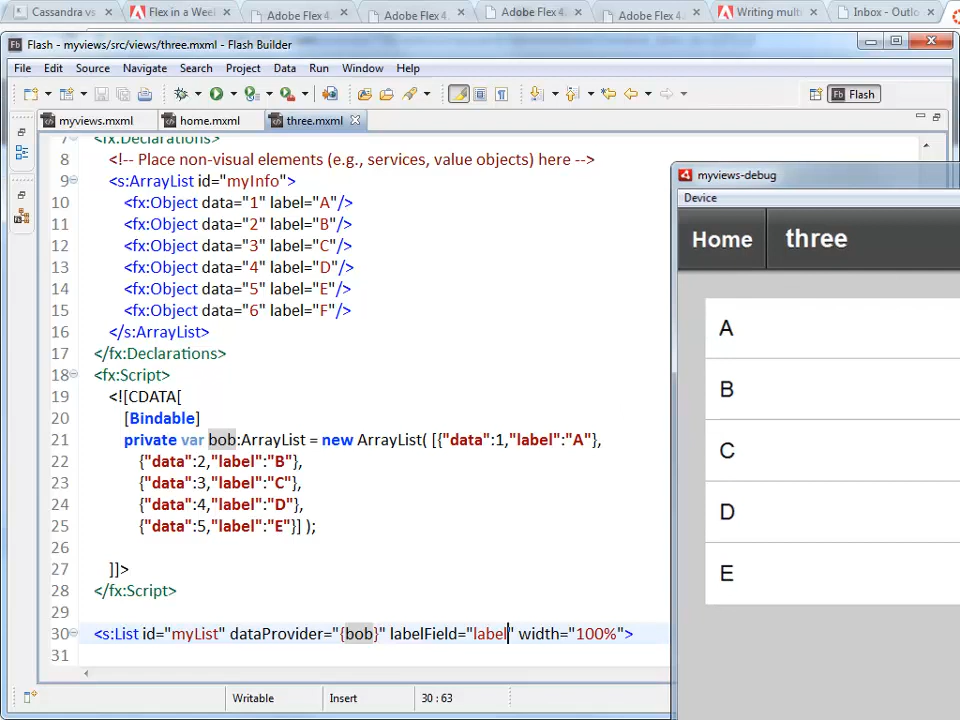 Cassandra vs
Flex in a Wee
Adobe Flex 4.
Adobe Flex 4.
Adobe Flex 4.
Adobe Flex 4.
Writing mult
Inbox - Outlo
Fb Flash - myviews/src/views/three.mxml - Flash Builder
File Edit Source Navigate Search Project Data Run Window Help
Fb Flash
myviews.mxml home.mxml three.mxml
7 <fx:Declarations>
8 <!-- Place non-visual elements (e.g., services, value objects) here -->
9 <s:ArrayList id="myInfo">
10 <fx:Object data="1" label="A"/>
11 <fx:Object data="2" label="B"/>
12 <fx:Object data="3" label="C"/>
13 <fx:Object data="4" label="D"/>
14 <fx:Object data="5" label="E"/>
15 <fx:Object data="6" label="F"/>
16 </s:ArrayList>
17 </fx:Declarations>
18 <fx:Script>
19 <![CDATA[
20 [Bindable]
21 private var bob:ArrayList = new ArrayList( [{"data":1,"label":"A"},
22 {"data":2,"label":"B"},
23 {"data":3,"label":"C"},
24 {"data":4,"label":"D"},
25 {"data":5,"label":"E"}] );
26
27 ]]>
28 </fx:Script>
29
30 <s:List id="myList" dataProvider="{bob}" labelField="label" width="100%">
31
Writable Insert 30 : 63
myviews-debug
Device
Home three
A
B
C
D
E